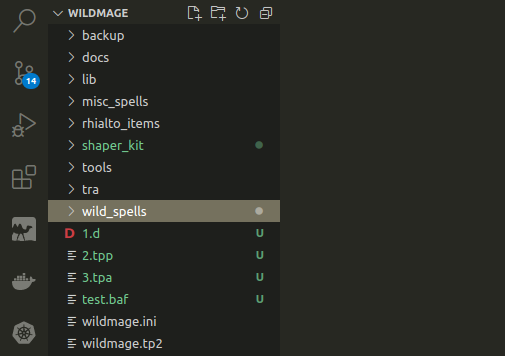 WILDMAGE
backup
docs
lib
misc_spells
rhialto_items
shaper_kit
tools
tra
wild_spells
D 1.d U
2.tpp U
3.tpa U
test.baf U
wildmage.ini
wildmage.tp2
14